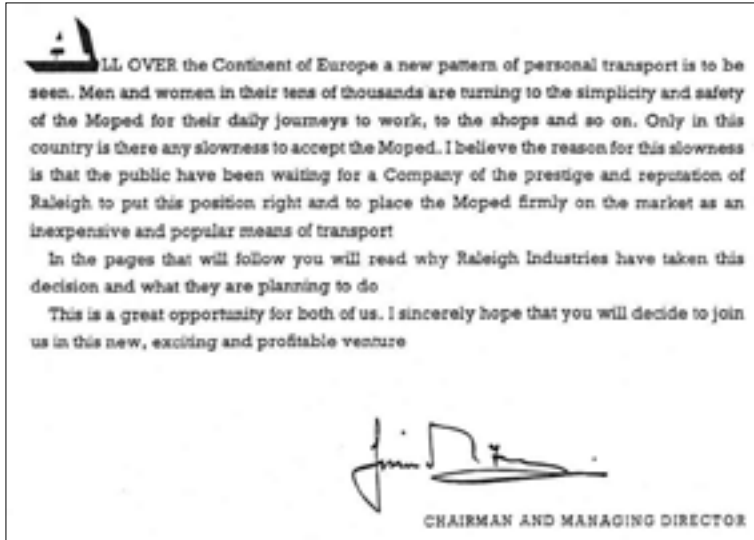 ALL OVER the Continent of Europe a new pattern of personal transport is to be
seen. Men and women in their tens of thousands are turning to the simplicity and safety
of the Moped for their daily journeys to work, to the shops and so on. Only in this
country is there any slowness to accept the Moped. I believe the reason for this slowness
is that the public have been waiting for a Company of the prestige and reputation of
Raleigh to put this position right and to place the Moped firmly on the market as an
inexpensive and popular means of transport
In the pages that will follow you will read why Raleigh Industries have taken this
decision and what they are planning to do
This is a great opportunity for both of us. I sincerely hope that you will decide to join
us in this new, exciting and profitable venture
CHAIRMAN AND MANAGING DIRECTOR